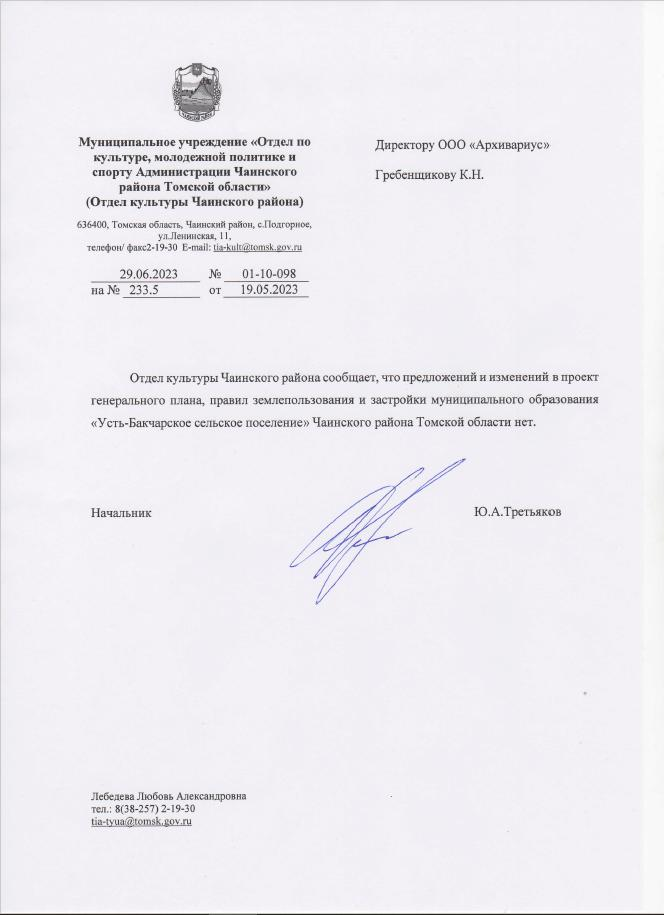 Муниципальное учреждение «Отдел по
культуре, молодежной политике и
спорту Администрации Чаинского
района Томской области»
(Отдел культуры Чаинского района)
636400, Томская область, Чаинский район, с.Подгорное,
ул.Ленинская, 11,
телефон/ факс2-19-30 E-mail: tia-kult@tomsk.gov.ru
29.06.2023 № 01-10-098
на № 233.5 от 19.05.2023
Директору ООО «Архивариус»
Гребенщикову К.Н.
Отдел культуры Чаинского района сообщает, что предложений и изменений в проект
генерального плана, правил землепользования и застройки муниципального образования
«Усть-Бакчарское сельское поселение» Чаинского района Томской области нет.
Начальник
Ю.А.Третьяков
Лебедева Любовь Александровна
тел.: 8(38-257) 2-19-30
tia-tyua@tomsk.gov.ru